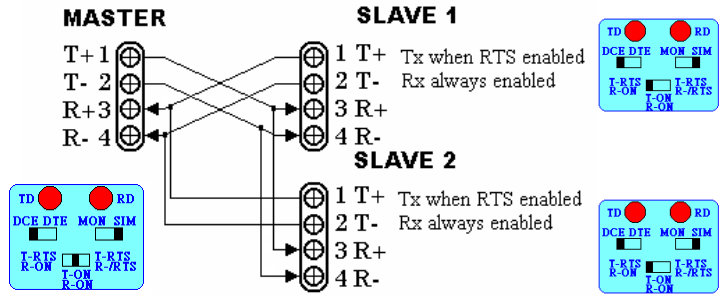 MASTER
T+ 1
T- 2
R+ 3
R- 4
SLAVE 1
1 T+ Tx when RTS enabled
2 T- Rx always enabled
3 R+
4 R-
TD RD
DCE DTE MON SIM
T-RTS T-RTS
R-ON R-/RTS
T-ON
R-ON
SLAVE 2
1 T+ Tx when RTS enabled
2 T- Rx always enabled
3 R+
4 R-
TD RD
DCE DTE MON SIM
T-RTS T-RTS
R-ON R-/RTS
T-ON
R-ON
TD RD
DCE DTE MON SIM
T-RTS T-RTS
R-ON R-/RTS
T-ON
R-ON